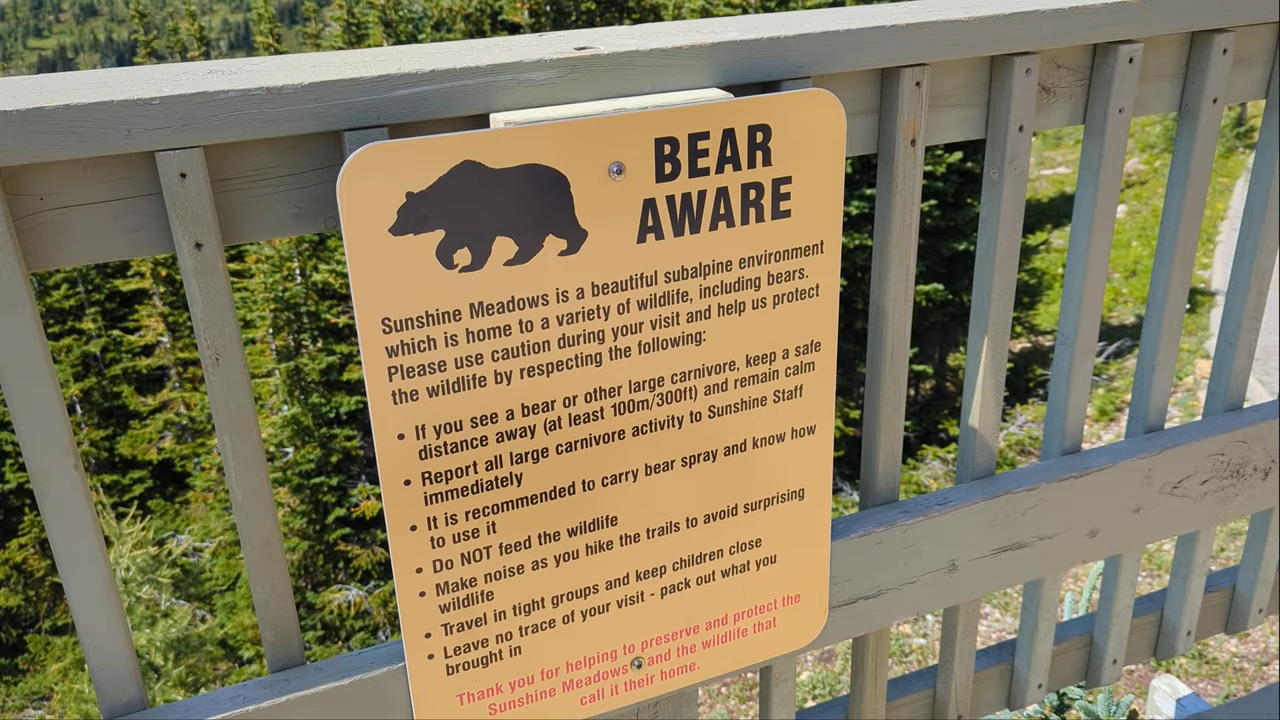 BEAR
AWARE
Sunshine Meadows is a beautiful subalpine environment
which is home to a variety of wildlife, including bears.
Please use caution during your visit and help us protect
the wildlife by respecting the following:
• If you see a bear or other large carnivore, keep a safe
distance away (at least 100m/300ft) and remain calm
• Report all large carnivore activity to Sunshine Staff
immediately
• It is recommended to carry bear spray and know how
to use it
• Do NOT feed the wildlife
• Make noise as you hike the trails to avoid surprising
wildlife
• Travel in tight groups and keep children close
• Leave no trace of your visit - pack out what you
brought in
Thank you for helping to preserve and protect the
Sunshine Meadows and the wildlife that
call it their home.